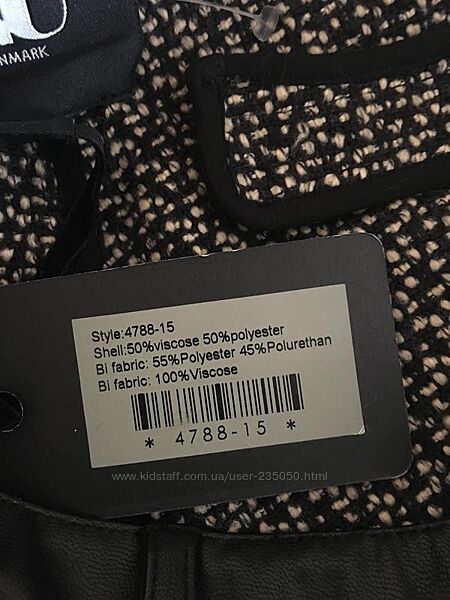 NMARK
Style:4788-15
Shell:50%viscose 50%polyester
Bi fabric: 55%Polyester 45%Polurethan
Bi fabric: 100%Viscose
* 4788-15 *
www.kidstaff.com.ua/user-235050.html